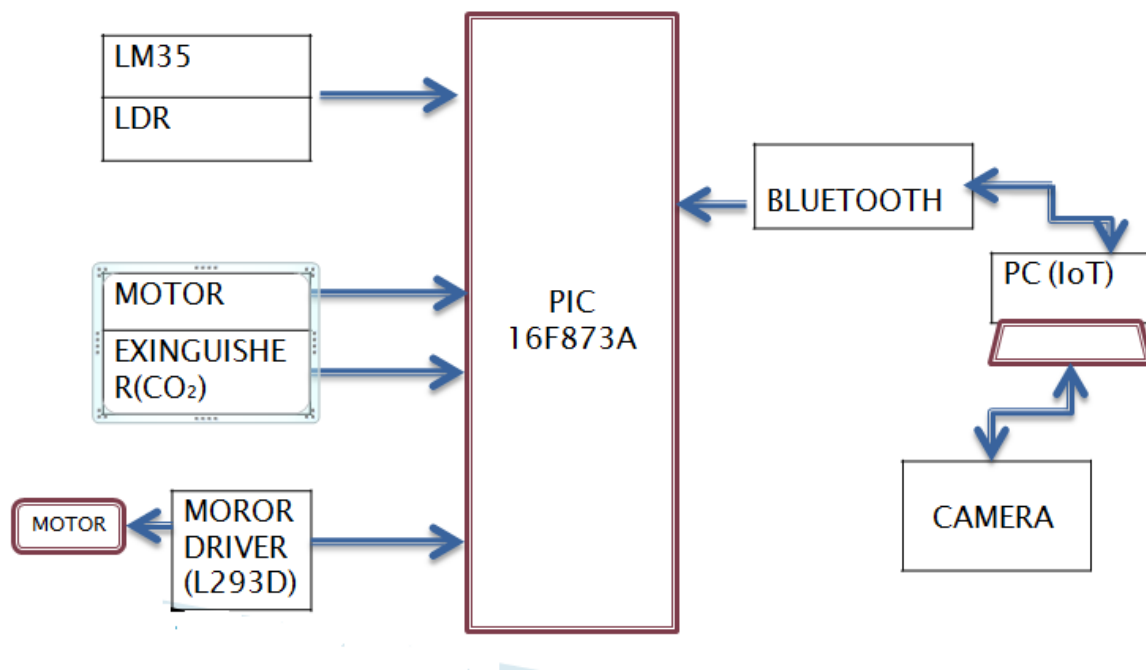 LM35
LDR
MOTOR
EXINGUISHE
R(CO₂)
MOTOR
MOROR
DRIVER
(L293D)
PIC
16F873A
BLUETOOTH
PC (IoT)
CAMERA